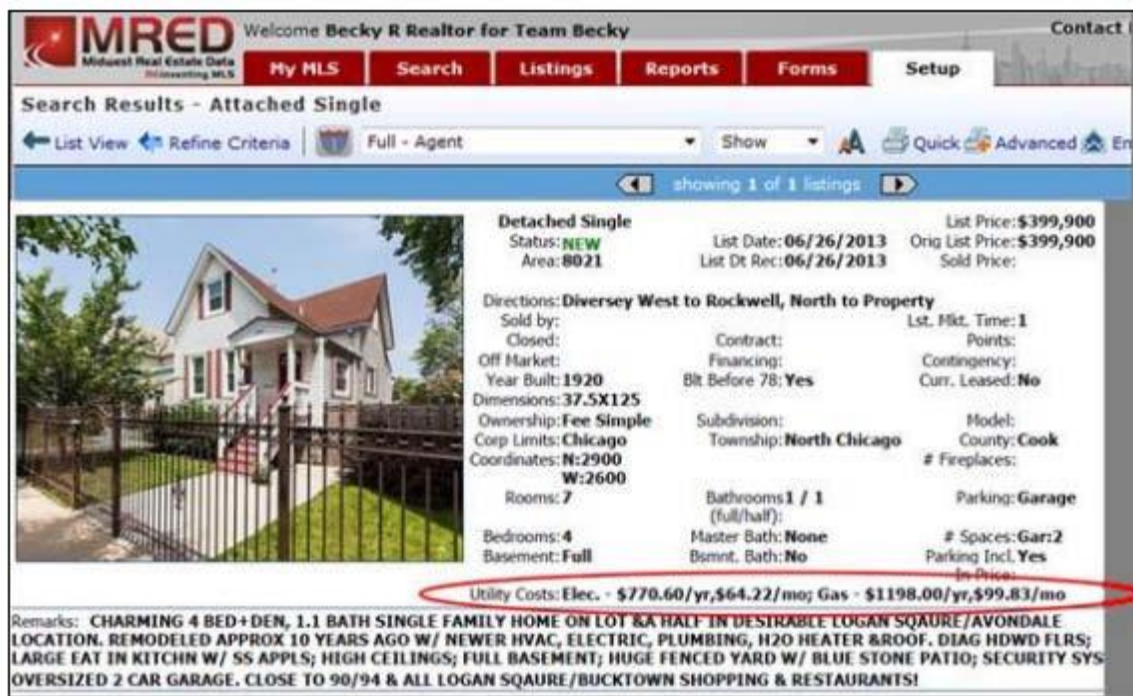 MRED Welcome Becky R Realtor for Team Becky Contact
Midwest Real Estate Data
REinventing MLS
My MLS Search Listings Reports Forms Setup
Search Results - Attached Single
List View Refine Criteria Full - Agent Show AA Quick Advanced En
showing 1 of 1 listings
Detached Single List Price:$399,900
Status:NEW List Date:06/26/2013 Orig List Price:$399,900
Area:8021 List Dt Rec:06/26/2013 Sold Price:
Directions:Diversey West to Rockwell, North to Property
Sold by: Lst. Mkt. Time:1
Closed: Contract: Points:
Off Market: Financing: Contingency:
Year Built:1920 Blt Before 78:Yes Curr. Leased:No
Dimensions:37.5X125
Ownership:Fee Simple Subdivision: Model:
Corp Limits:Chicago Township:North Chicago County:Cook
Coordinates:N:2900 # Fireplaces:
W:2600
Rooms:7 Bathrooms1 / 1 Parking:Garage
(full/half):
Bedrooms:4 Master Bath:None # Spaces:Gar:2
Basement:Full Bsmnt. Bath:No Parking Incl.Yes
In Price:
Utility Costs:Elec. - $770.60/yr,$64.22/mo; Gas - $1198.00/yr,$99.83/mo
Remarks: CHARMING 4 BED+DEN, 1.1 BATH SINGLE FAMILY HOME ON LOT &A HALF IN DESIRABLE LOGAN SQAURE/AVONDALE
LOCATION. REMODELED APPROX 10 YEARS AGO W/ NEWER HVAC, ELECTRIC, PLUMBING, H2O HEATER &ROOF. DIAG HDWD FLRS;
LARGE EAT IN KITCHN W/ SS APPLS; HIGH CEILINGS; FULL BASEMENT; HUGE FENCED YARD W/ BLUE STONE PATIO; SECURITY SYS
OVERSIZED 2 CAR GARAGE. CLOSE TO 90/94 & ALL LOGAN SQAURE/BUCKTOWN SHOPPING & RESTAURANTS!